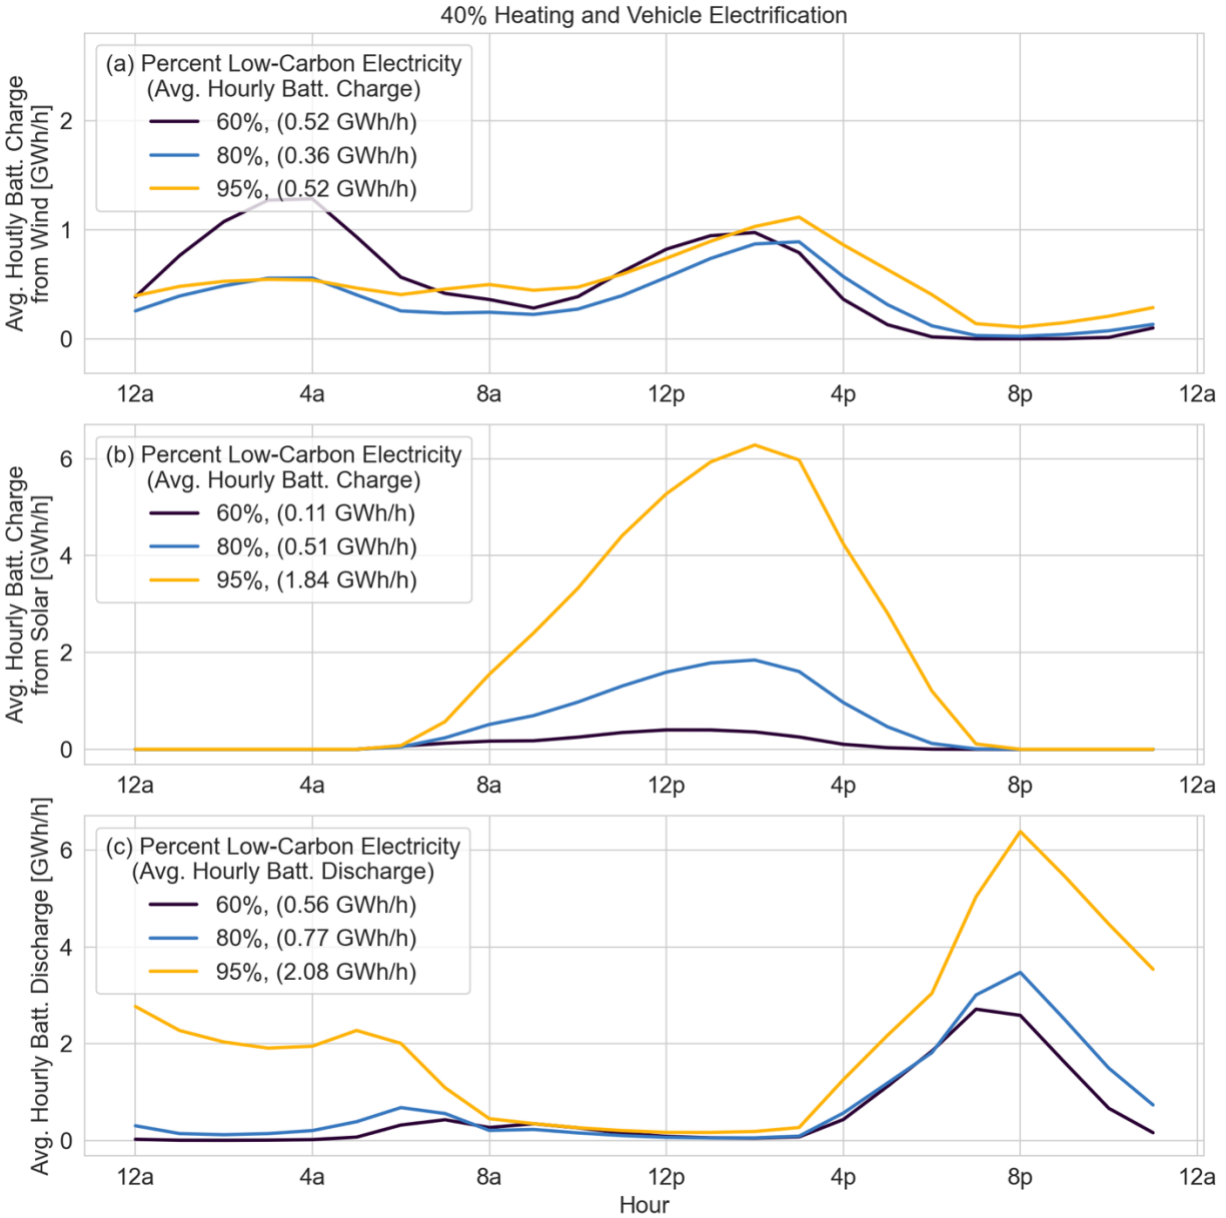 40% Heating and Vehicle Electrification
Avg. Houtly Batt. Charge
from Wind [GWh/h]
(a) Percent Low-Carbon Electricity
(Avg. Hourly Batt. Charge)
60%, (0.52 GWh/h)
80%, (0.36 GWh/h)
95%, (0.52 GWh/h)
2
1
0
12a 4a 8a 12p 4p 8p 12a
Avg. Hourly Batt. Charge
from Solar [GWh/h]
(b) Percent Low-Carbon Electricity
(Avg. Hourly Batt. Charge)
60%, (0.11 GWh/h)
80%, (0.51 GWh/h)
95%, (1.84 GWh/h)
6
4
2
0
12a 4a 8a 12p 4p 8p 12a
Avg. Hourly Batt. Discharge [GWh/h]
(c) Percent Low-Carbon Electricity
(Avg. Hourly Batt. Discharge)
60%, (0.56 GWh/h)
80%, (0.77 GWh/h)
95%, (2.08 GWh/h)
6
4
2
0
12a 4a 8a 12p 4p 8p 12a
Hour